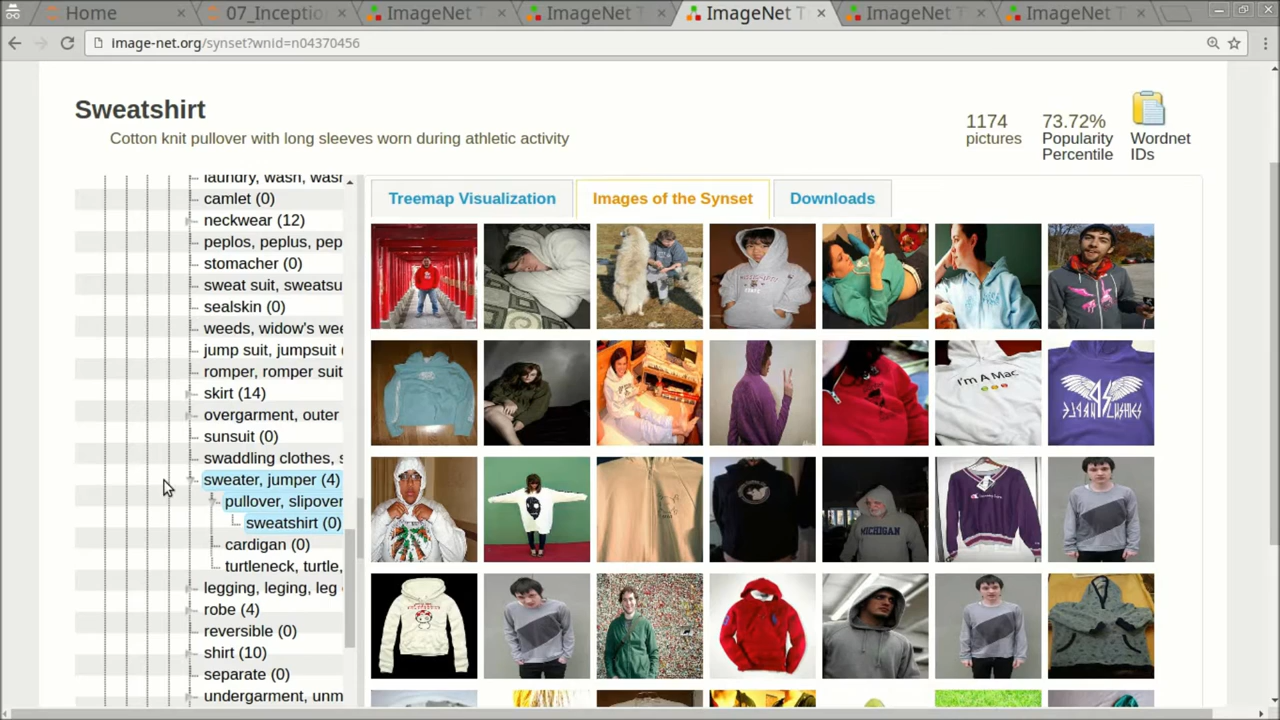 Home
07_Inceptio
ImageNet
ImageNet T
ImageNet T
ImageNet T
ImageNet T
image-net.org/synset?wnid=n04370456
Sweatshirt
Cotton knit pullover with long sleeves worn during athletic activity
1174
pictures
73.72%
Popularity
Percentile
Wordnet
IDs
laundry, wash, wash
camlet (0)
neckwear (12)
peplos, peplus, pep
stomacher (0)
sweat suit, sweatsu
sealskin (0)
weeds, widow's wee
jump suit, jumpsuit (
romper, romper suit
skirt (14)
overgarment, outer
sunsuit (0)
swaddling clothes, s
sweater, jumper (4)
pullover, slipover
sweatshirt (0)
cardigan (0)
turtleneck, turtle,
legging, leging, leg
robe (4)
reversible (0)
shirt (10)
separate (0)
undergarment, unm
Treemap Visualization
Images of the Synset
Downloads
I'm A Mac
MICHIGAN